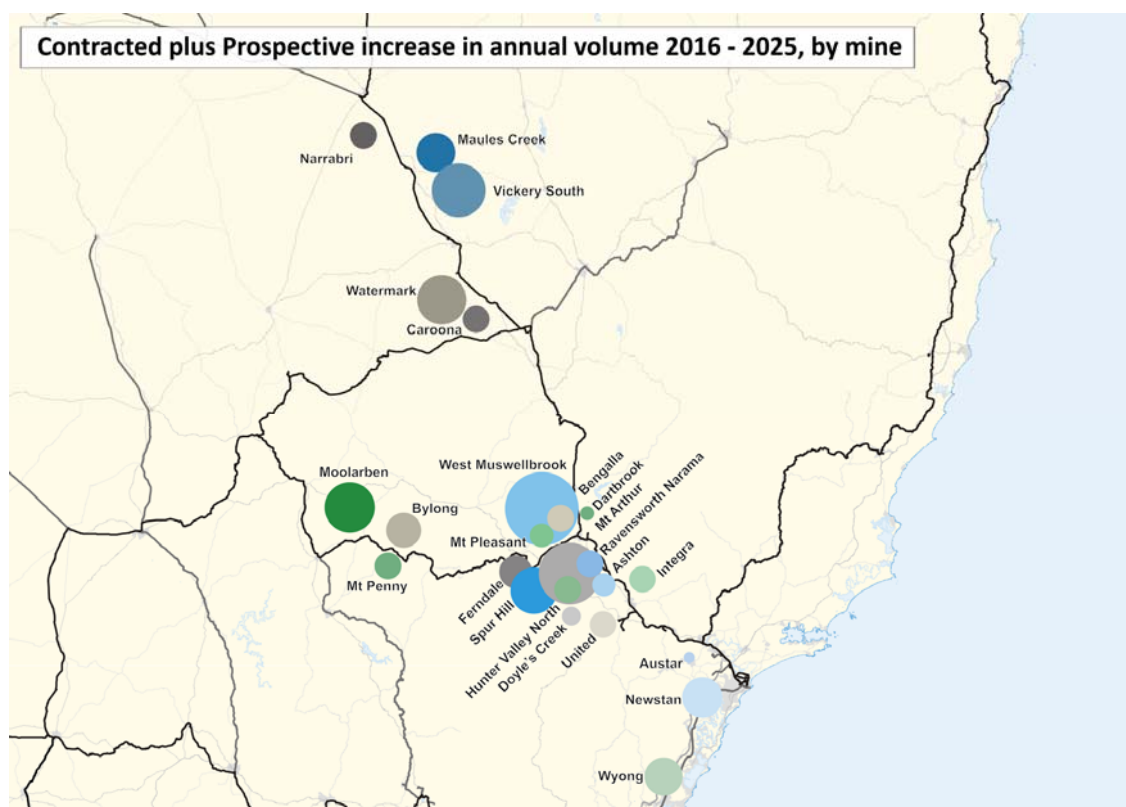 Contracted plus Prospective increase in annual volume 2016 - 2025, by mine
Maules Creek
Narrabri
Vickery South
Watermark
Caroona
Moolarben
West Muswellbrook
Bengalla
Dartbrook
Mt Arthur
Ravensworth Narama
Ashton
Integra
Bylong
Mt Pleasant
Mt Penny
Ferndale
Spur Hill
Hunter Valley North
Doyle's Creek
United
Austar
Newstan
Wyong